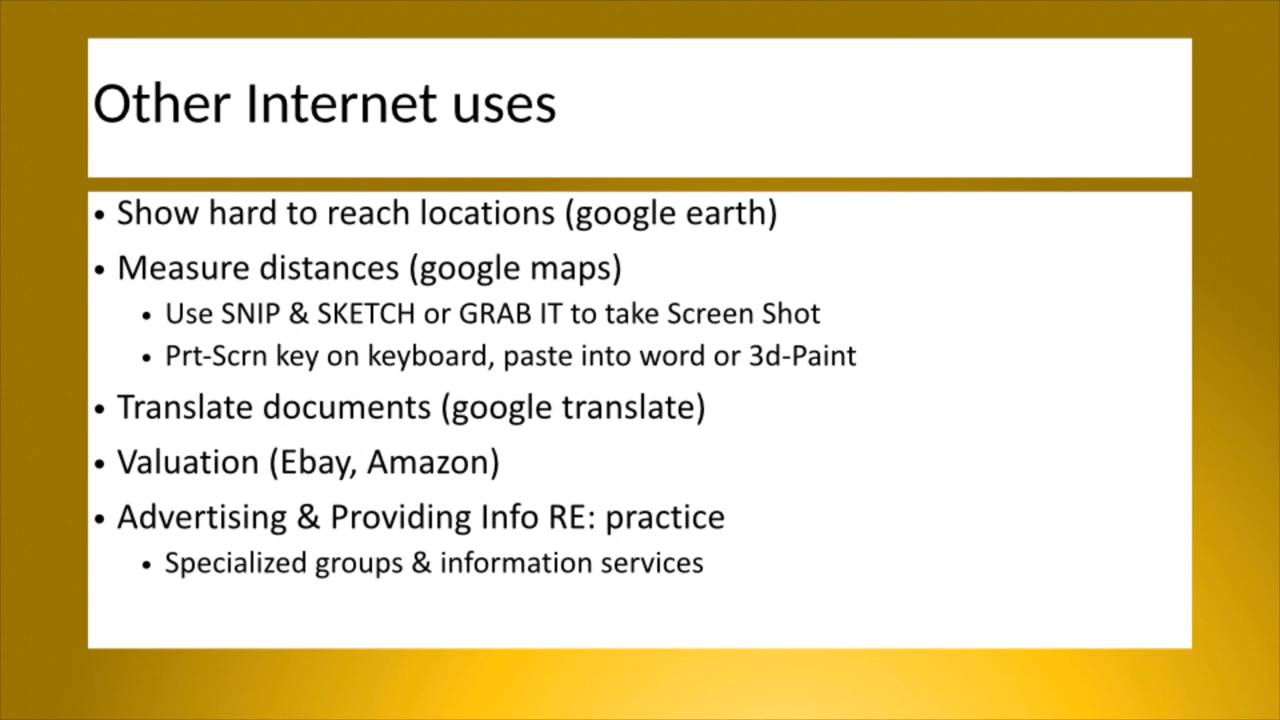 Other Internet uses
• Show hard to reach locations (google earth)
• Measure distances (google maps)
• Use SNIP & SKETCH or GRAB IT to take Screen Shot
• Prt-Scrn key on keyboard, paste into word or 3d-Paint
• Translate documents (google translate)
• Valuation (Ebay, Amazon)
• Advertising & Providing Info RE: practice
• Specialized groups & information services